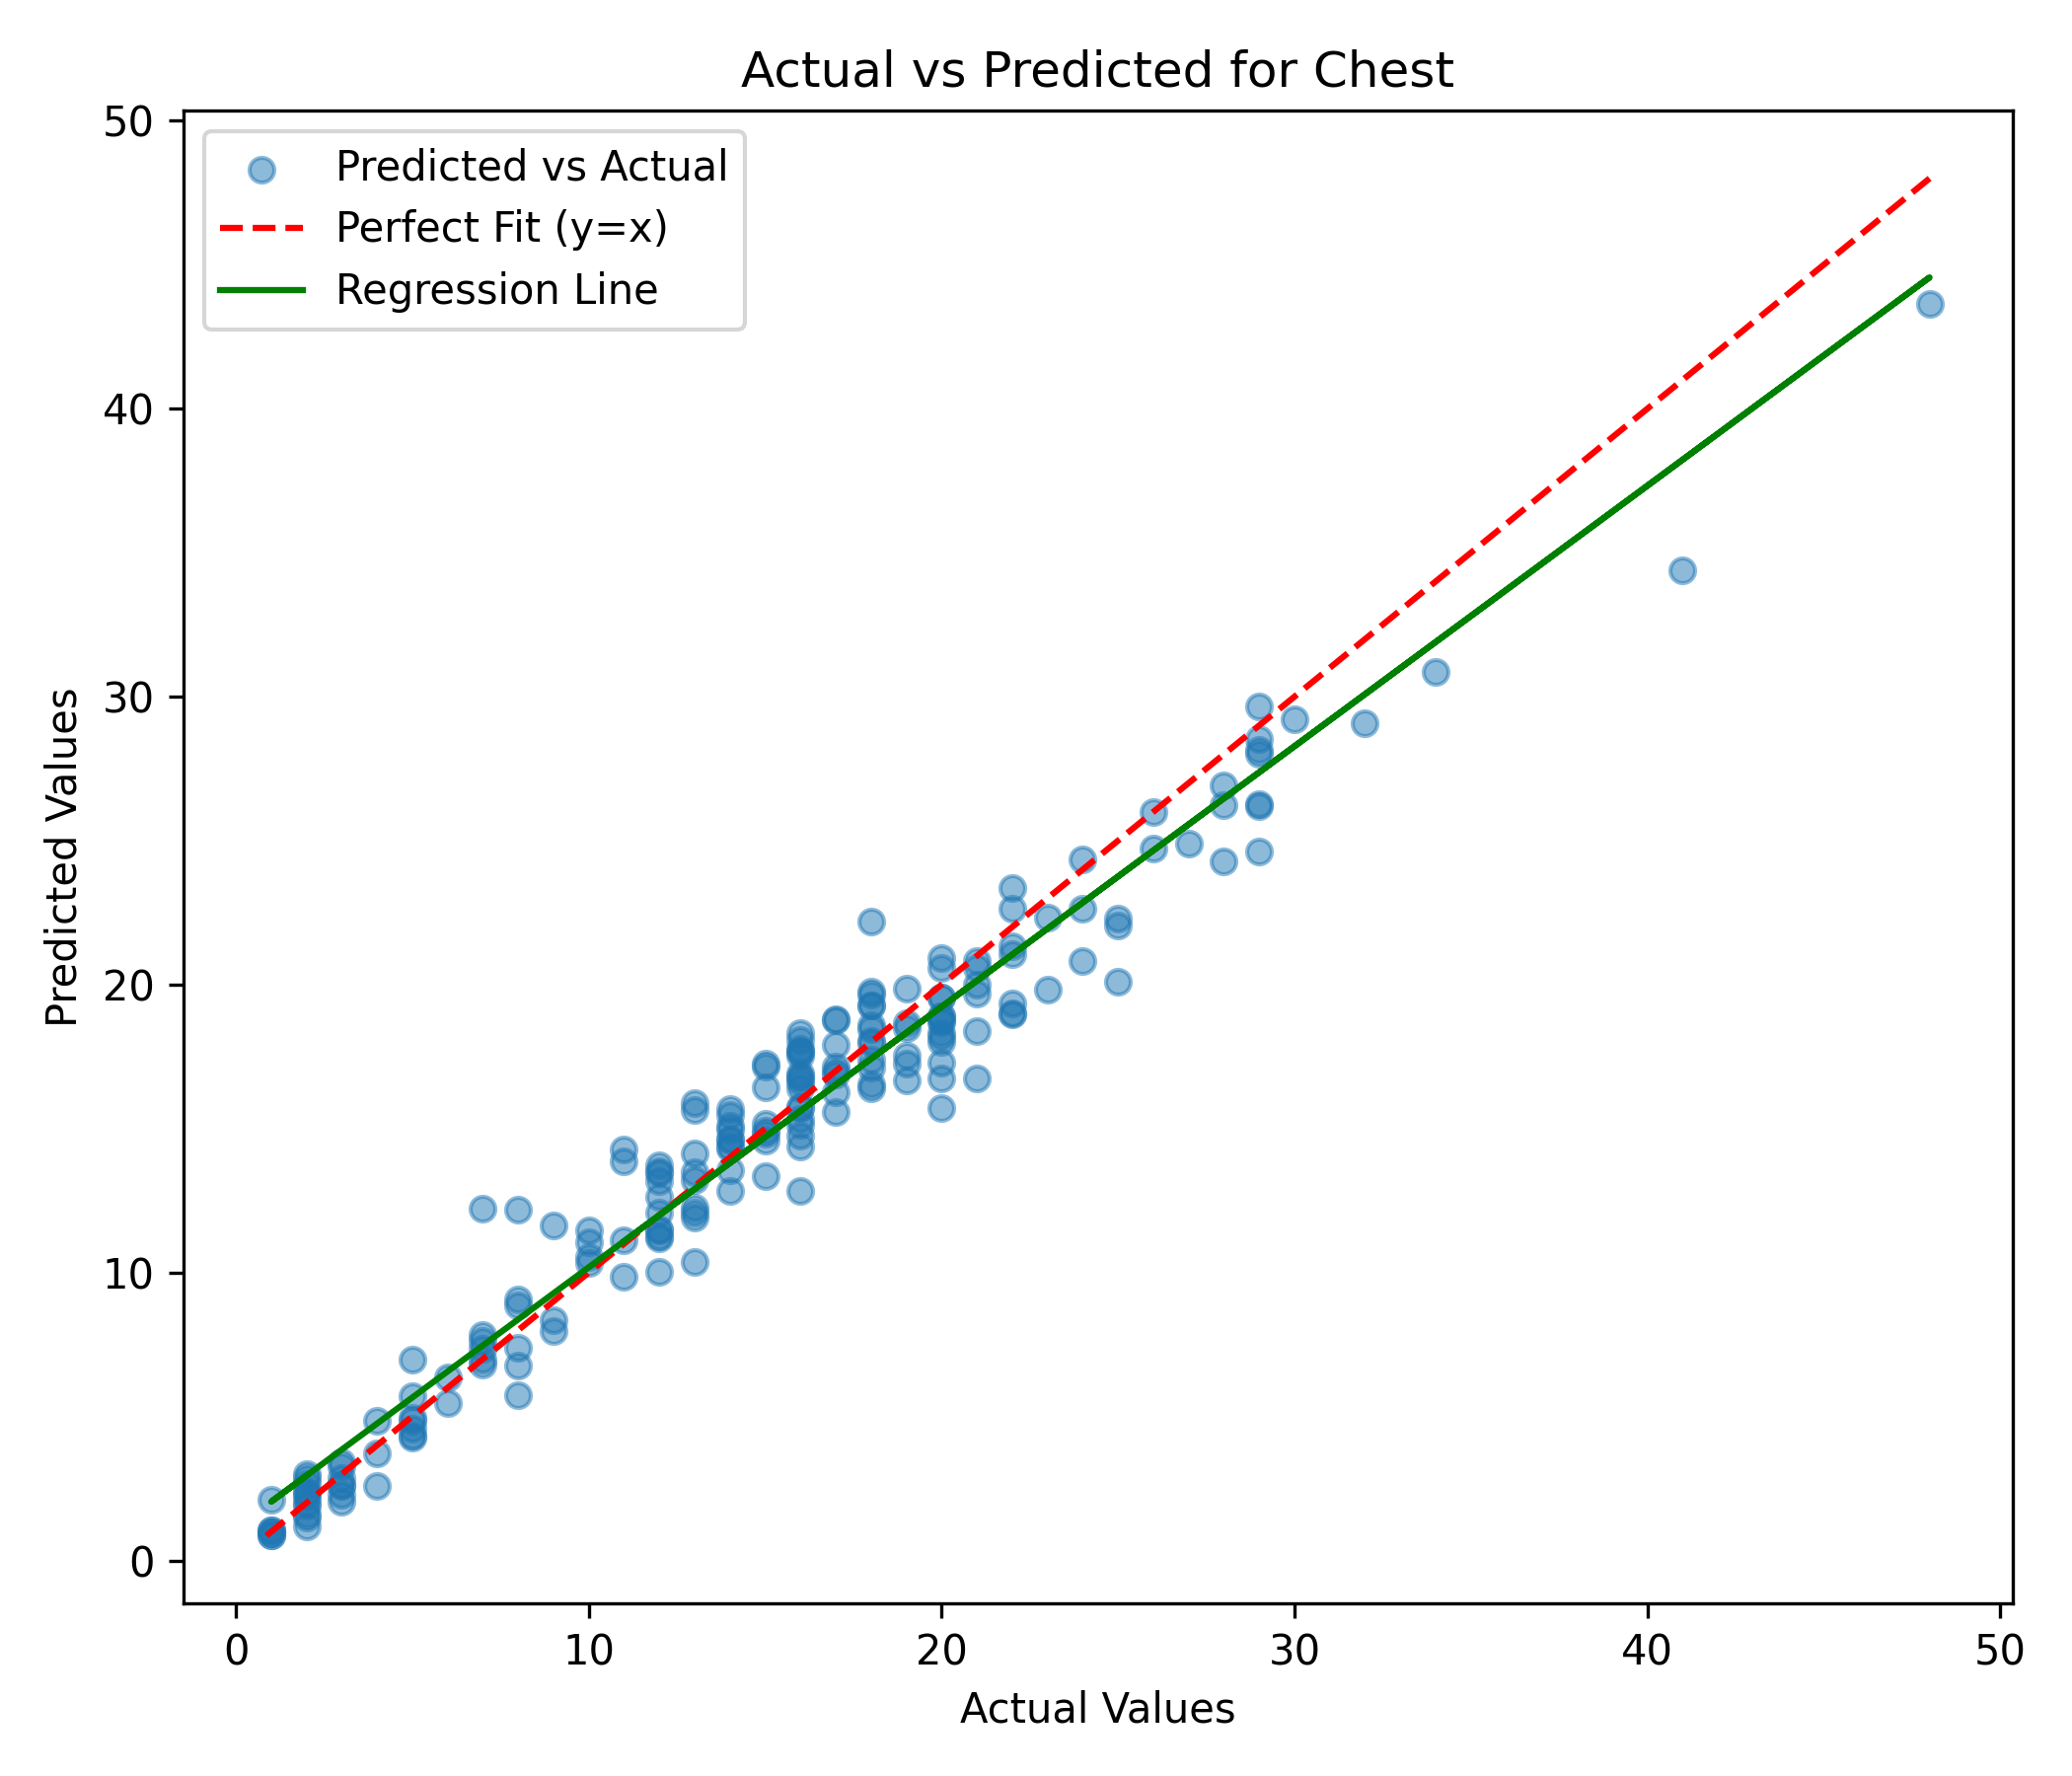 Actual vs Predicted for Chest
Predicted vs Actual
Perfect Fit (y=x)
Regression Line
50
40
30
20
10
0
Predicted Values
0 10 20 30 40 50
Actual Values